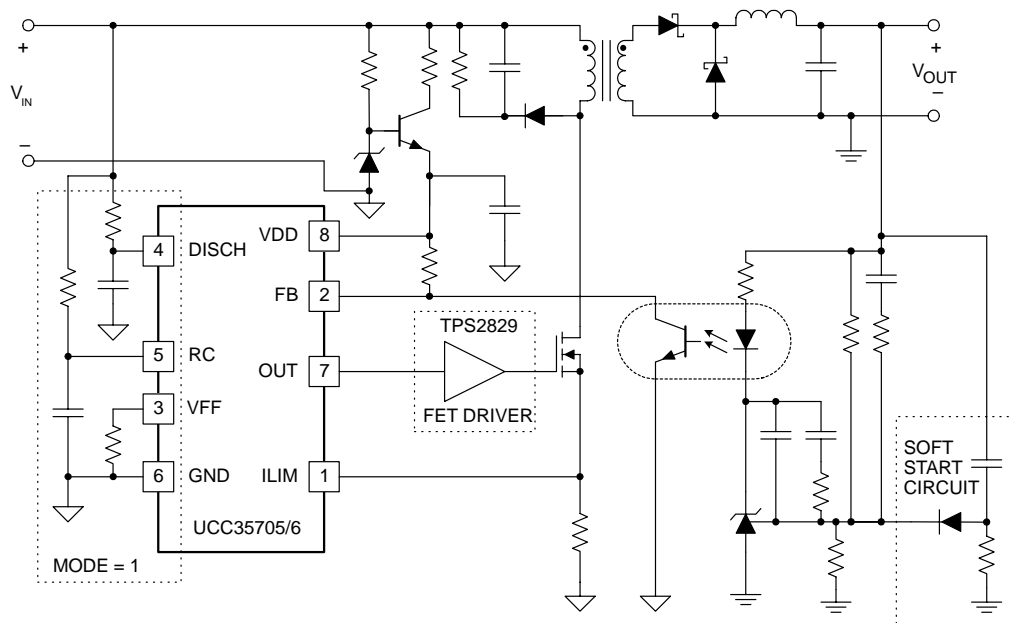 +
+
V_IN
V_OUT
−
−
4
DISCH
VDD
8
FB
2
TPS2829
5
RC
OUT
7
3
VFF
FET DRIVER
SOFT
START
CIRCUIT
6
GND
ILIM
1
UCC35705/6
MODE = 1